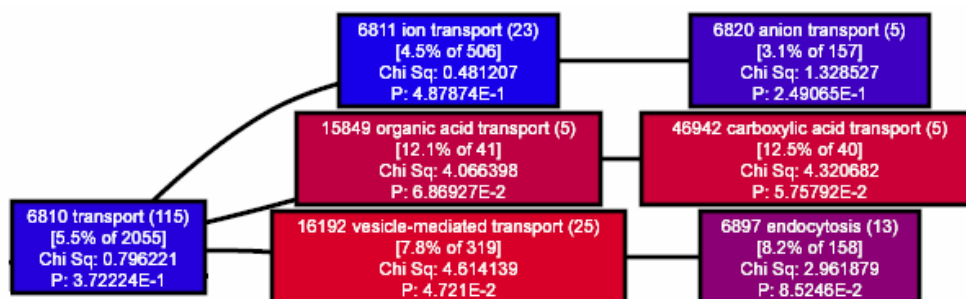 6811 ion transport (23)
[4.5% of 506]
Chi Sq: 0.481207
P: 4.87874E-1
6820 anion transport (5)
[3.1% of 157]
Chi Sq: 1.328527
P: 2.49065E-1
15849 organic acid transport (5)
[12.1% of 41]
Chi Sq: 4.066398
P: 6.86927E-2
46942 carboxylic acid transport (5)
[12.5% of 40]
Chi Sq: 4.320682
P: 5.75792E-2
6810 transport (115)
[5.5% of 2055]
Chi Sq: 0.796221
P: 3.72224E-1
16192 vesicle-mediated transport (25)
[7.8% of 319]
Chi Sq: 4.614139
P: 4.721E-2
6897 endocytosis (13)
[8.2% of 158]
Chi Sq: 2.961879
P: 8.5246E-2